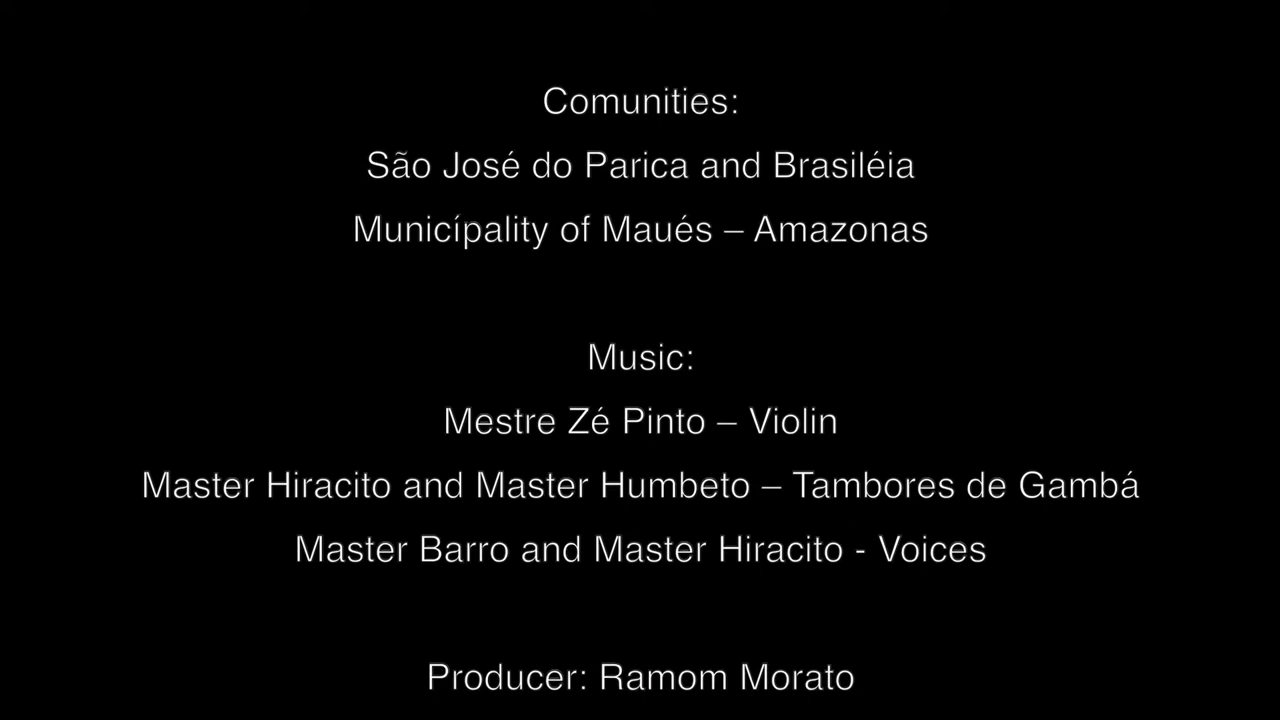 Comunities:
São José do Parica and Brasiléia
Municípality of Maués – Amazonas
Music:
Mestre Zé Pinto – Violin
Master Hiracito and Master Humbeto – Tambores de Gambá
Master Barro and Master Hiracito - Voices
Producer: Ramom Morato